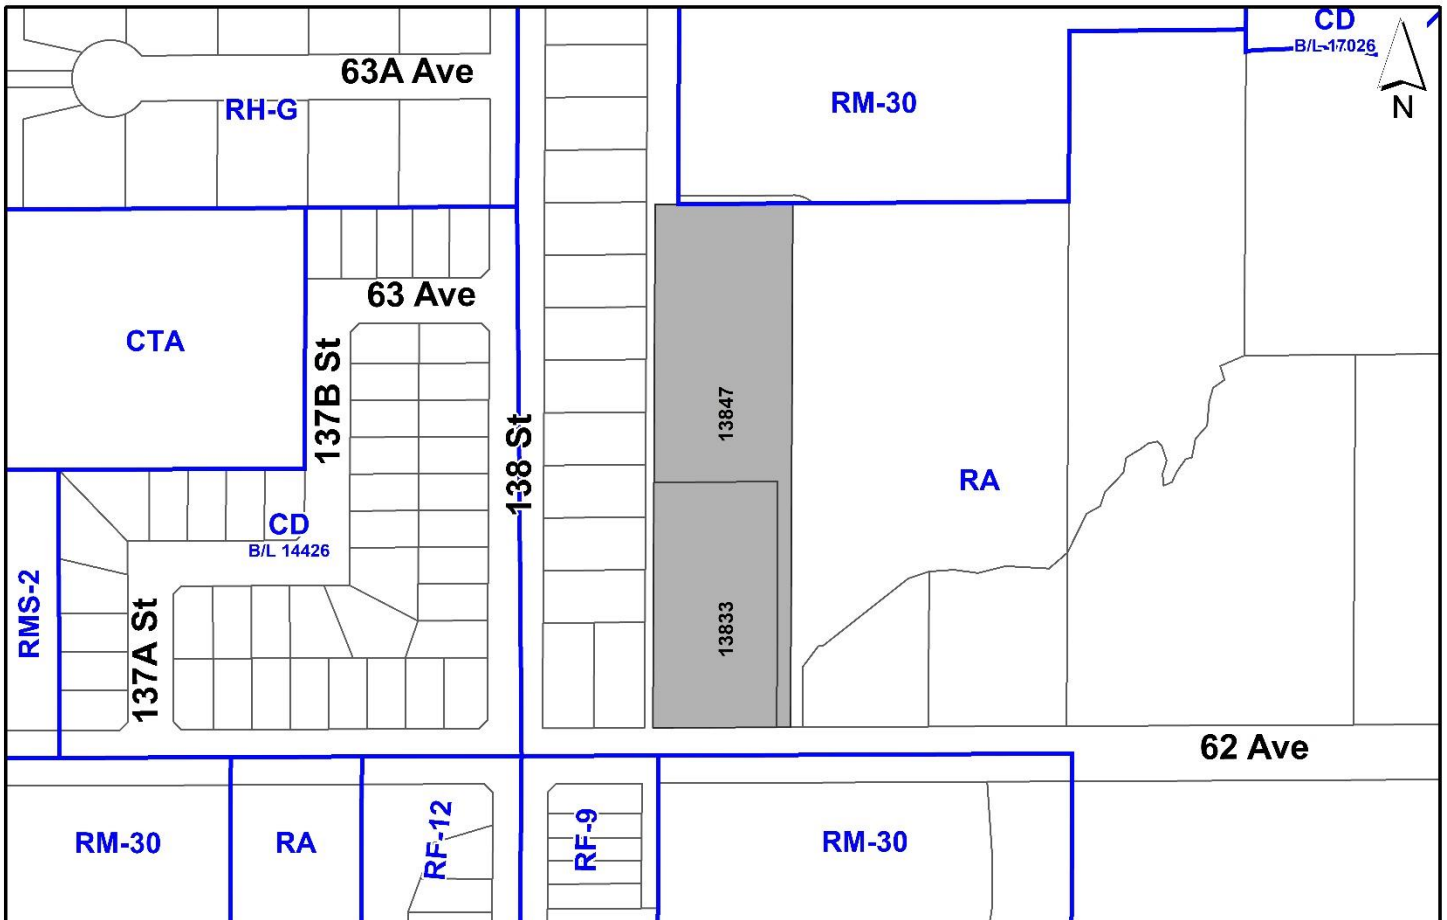 CD
B/L 17026
63A Ave
RH-G
RM-30
N
63 Ave
CTA
137B St
138 St
13847
RA
CD
B/L 14426
RMS-2
137A St
13833
62 Ave
RM-30
RA
RF-12
RF-9
RM-30